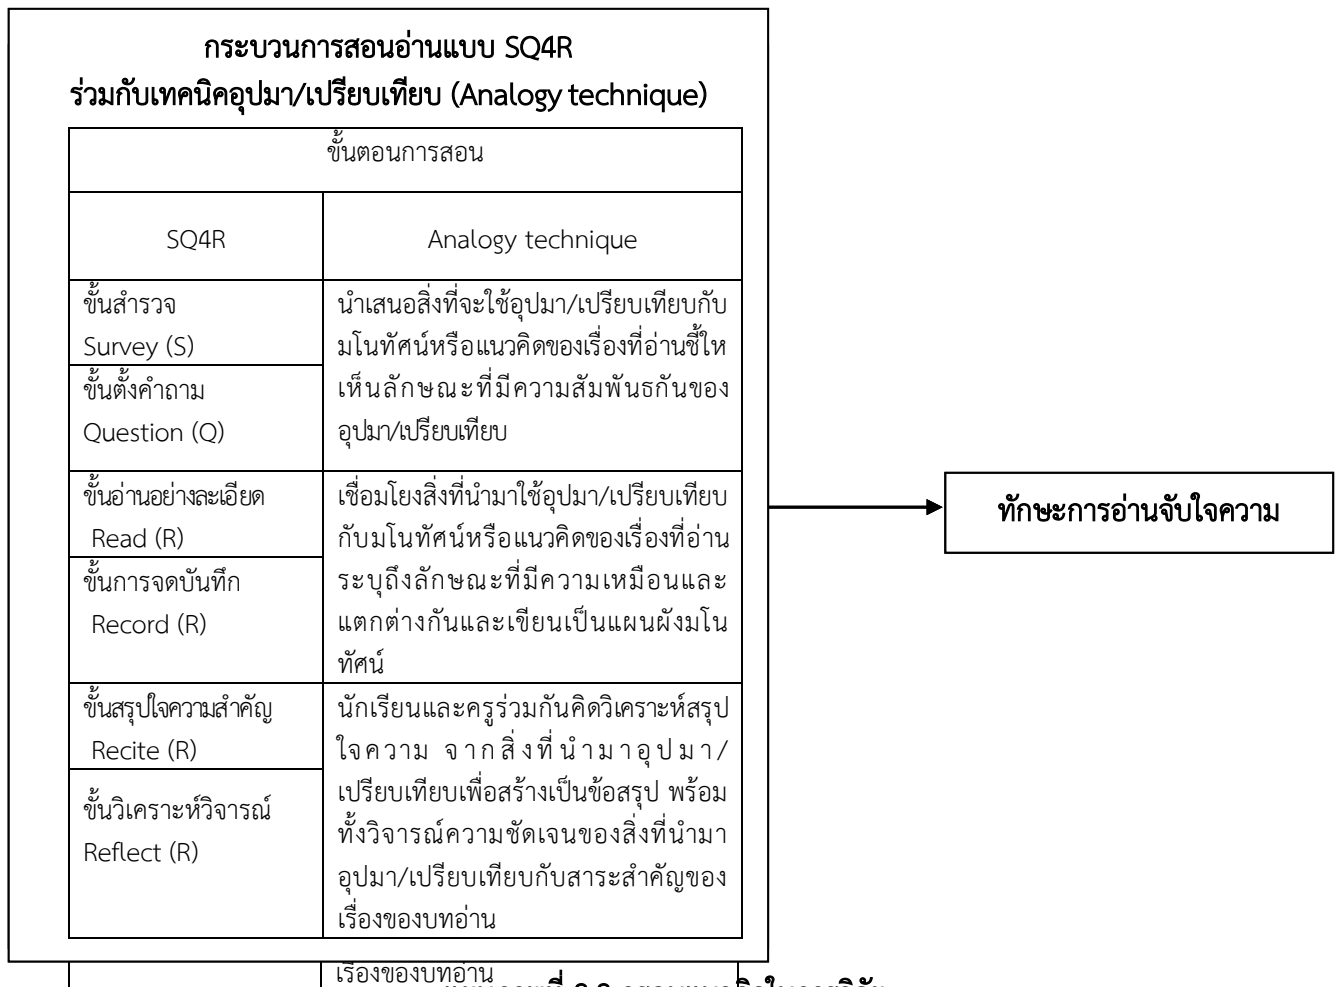 กระบวนการสอนอ่านแบบ SQ4R
ร่วมกับเทคนิคอุปมา/เปรียบเทียบ (Analogy technique)
ขั้นตอนการสอน
SQ4R
Analogy technique
ขั้นสำรวจ
Survey (S)
ขั้นตั้งคำถาม
Question (Q)
นำเสนอสิ่งที่จะใช้อุปมา/เปรียบเทียบกับ
มโนทัศน์หรือแนวคิดของเรื่องที่อ่านชี้ให
เห็นลักษณะที่มีความสัมพันธกันของ
อุปมา/เปรียบเทียบ
ขั้นอ่านอย่างละเอียด
Read (R)
ขั้นการจดบันทึก
Record (R)
เชื่อมโยงสิ่งที่นำมาใช้อุปมา/เปรียบเทียบ
กับมโนทัศน์หรือแนวคิดของเรื่องที่อ่าน
ระบุถึงลักษณะที่มีความเหมือนและ
แตกต่างกันและเขียนเป็นแผนผังมโน
ทัศน์
ขั้นสรุปใจความสำคัญ
Recite (R)
ขั้นวิเคราะห์วิจารณ์
Reflect (R)
นักเรียนและครูร่วมกันคิดวิเคราะห์สรุป
ใจความ จากสิ่งที่นำมาอุปมา/
เปรียบเทียบเพื่อสร้างเป็นข้อสรุป พร้อม
ทั้งวิจารณ์ความชัดเจนของสิ่งที่นำมา
อุปมา/เปรียบเทียบกับสาระสำคัญของ
เรื่องของบทอ่าน
ทักษะการอ่านจับใจความ
เรื่องของบทอ่าน